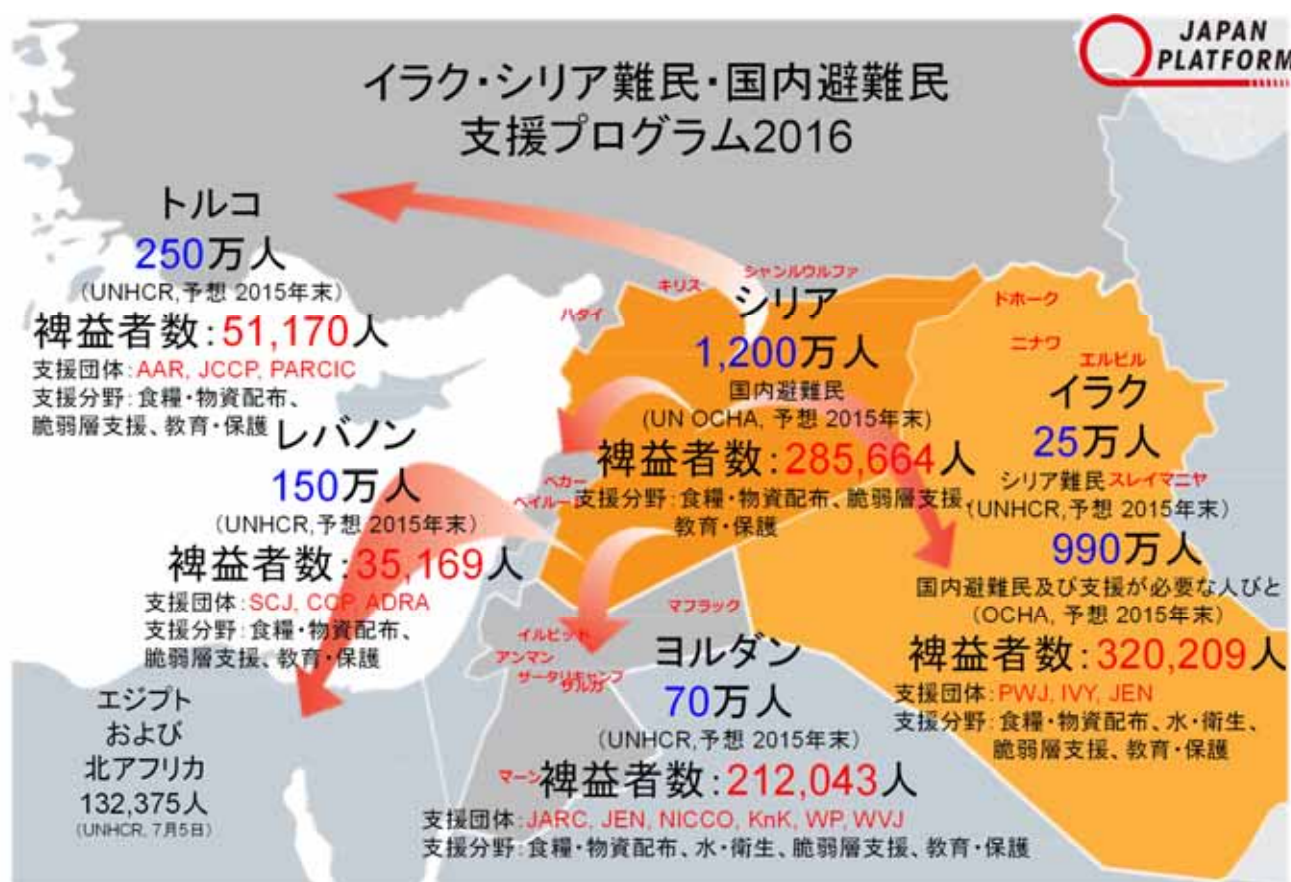 JAPAN
PLATFORM
イラク・シリア難民・国内避難民
支援プログラム2016
トルコ
250万人
(UNHCR,予想 2015年末)
裨益者数:51,170人
支援団体:AAR, JCCP, PARCIC
支援分野:食糧・物資配布、
脆弱層支援、教育・保護
レバノン
150万人
(UNHCR,予想 2015年末)
裨益者数:35,169人
支援団体:SCJ, CCP, ADRA
支援分野:食糧・物資配布、
脆弱層支援、教育・保護
エジプト
および
北アフリカ
132,375人
(UNHCR, 7月5日)
ハタイ
キリス
シャンルウルファ
シリア
1,200万人
国内避難民
(UN OCHA, 予想 2015年末)
裨益者数:285,664人
支援分野:食糧・物資配布、脆弱層支援、
教育・保護
ベカー
ベイルート
ドホーク
ニナワ
エルビル
イラク
25万人
シリア難民
スレイマニヤ
(UNHCR,予想 2015年末)
990万人
国内避難民及び支援が必要な人びと
(OCHA, 予想 2015年末)
裨益者数:320,209人
支援団体:PWJ, IVY, JEN
支援分野:食糧・物資配布、水・衛生、
脆弱層支援、教育・保護
マフラック
イルビッド
アンマン
ザータリキャンプ
ザルカ
ヨルダン
70万人
(UNHCR,予想 2015年末)
マーン
裨益者数:212,043人
支援団体:JARC, JEN, NICCO, KnK, WP, WVJ
支援分野:食糧・物資配布、水・衛生、脆弱層支援、教育・保護